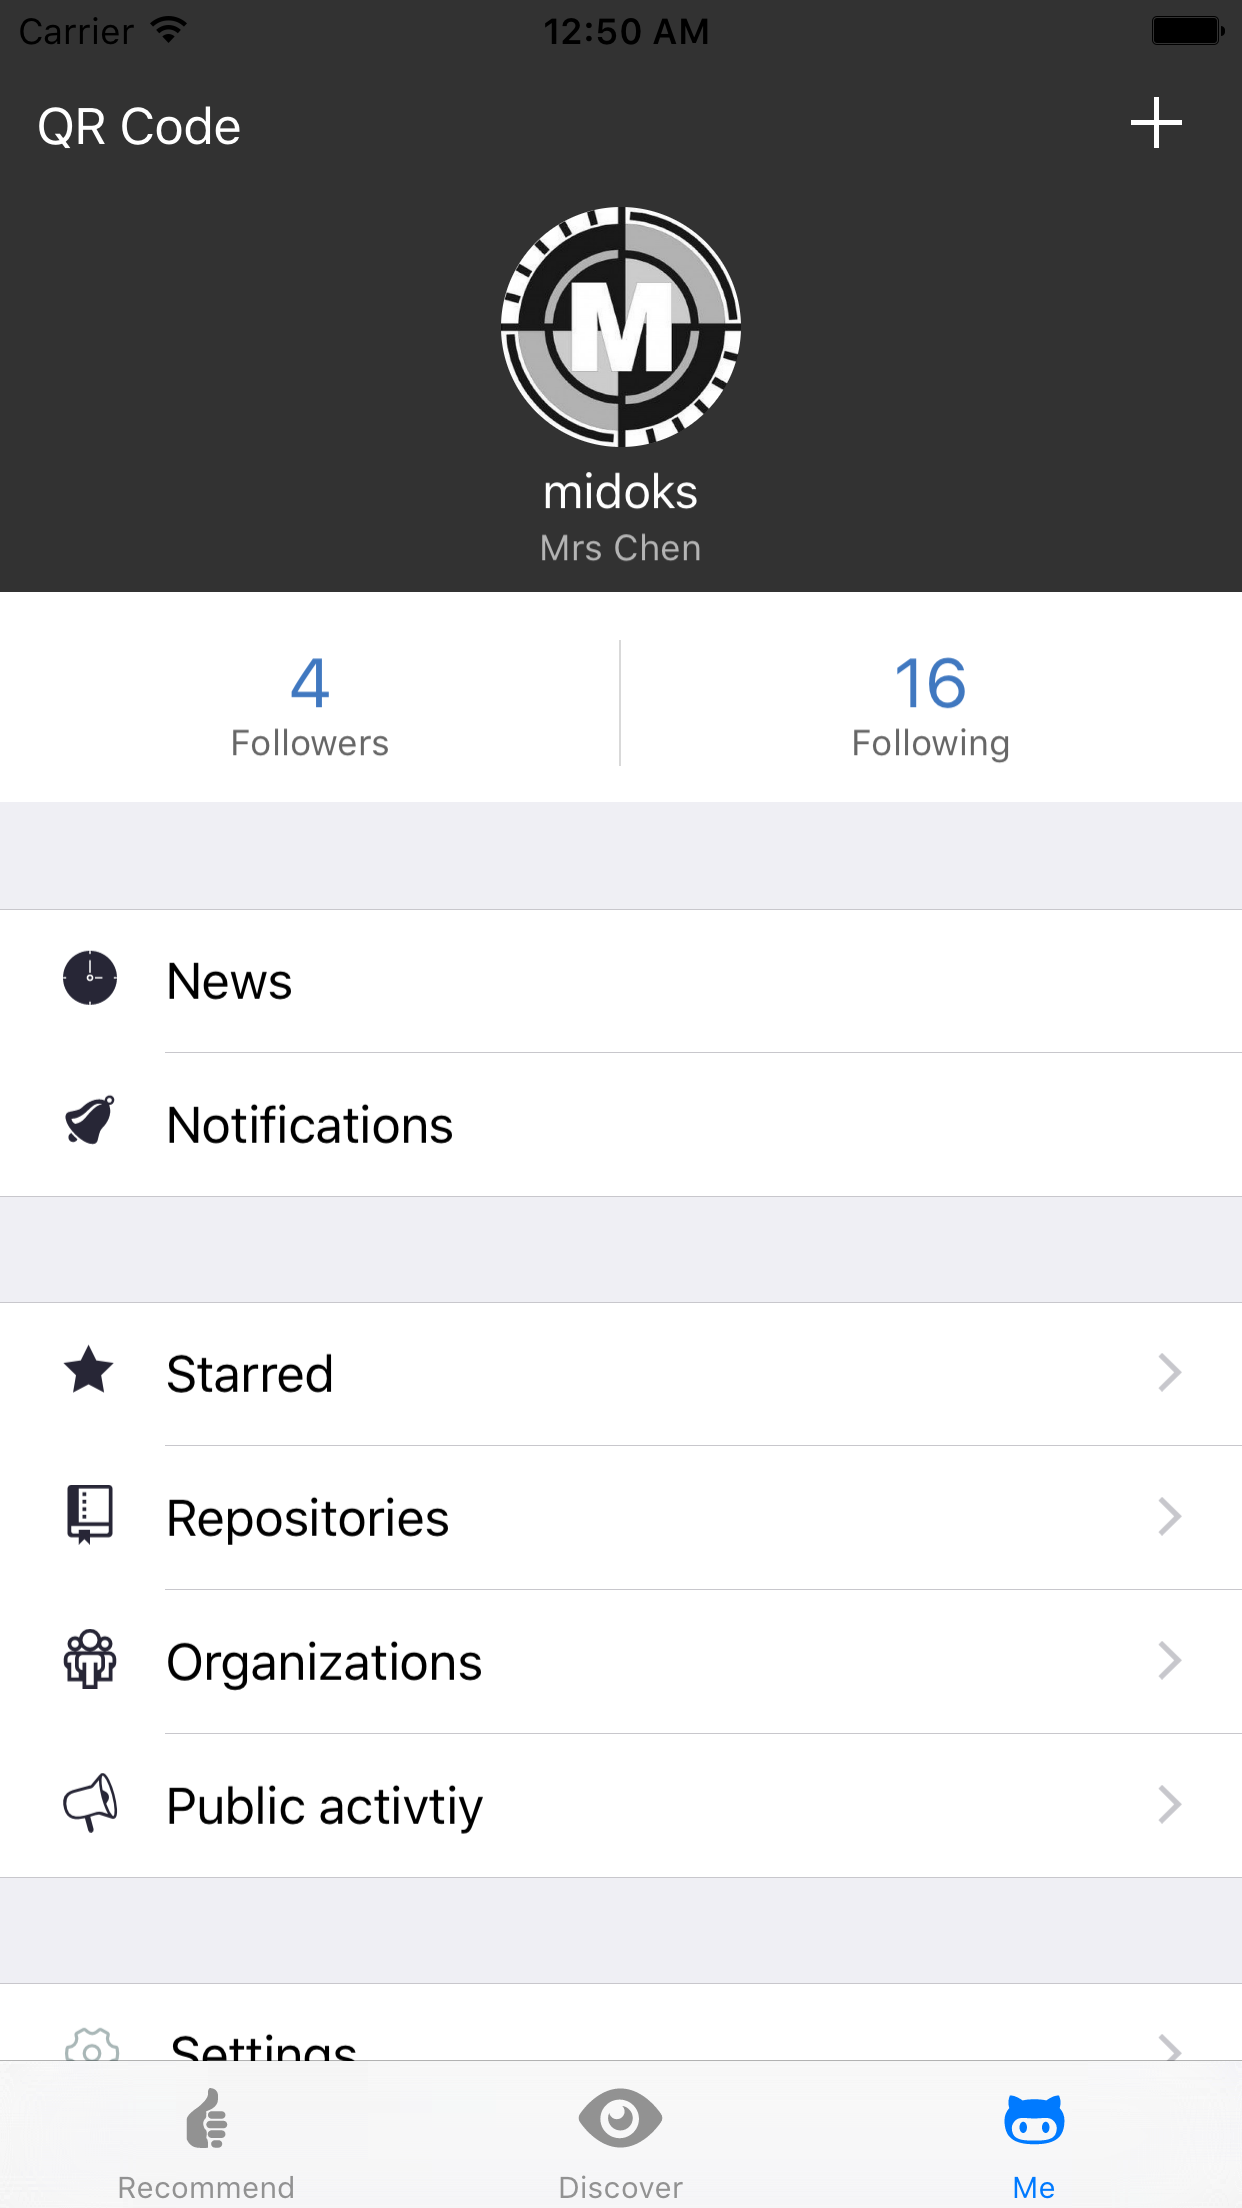 Carrier 12:50 AM
QR Code
M
midoks
Mrs Chen
4 16
Followers Following
News
Notifications
Starred
Repositories
Organizations
Public activtiy
Settings
Recommend Discover Me